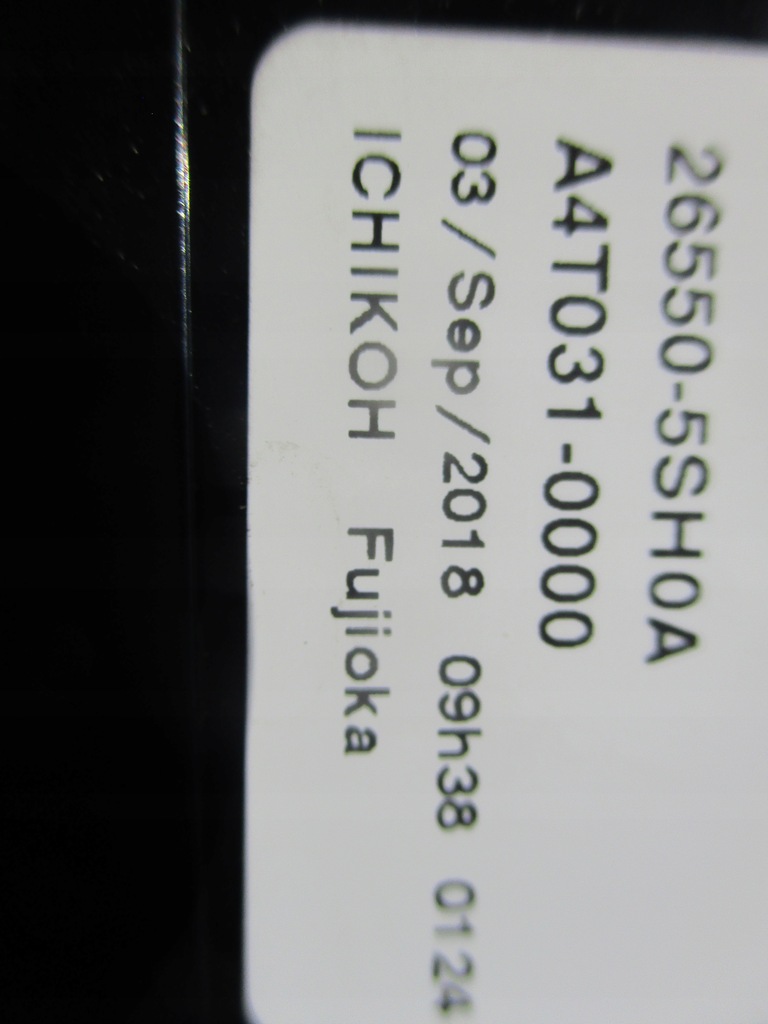 26550-5SH0A
A4T031-0000
03/Sep/2018 09h38 0124
ICHIKOH Fujioka